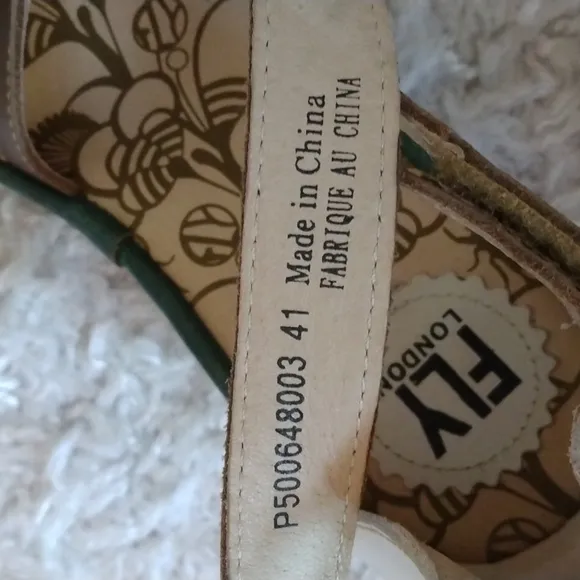 P500648003 41 Made in China
FABRIQUE AU CHINA
FLY
LONDON